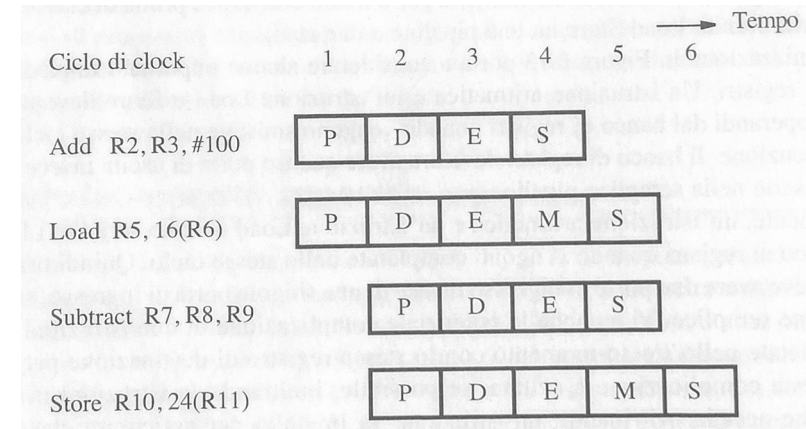 Tempo
Ciclo di clock 1 2 3 4 5 6
Add R2, R3, #100 P D E S
Load R5, 16(R6) P D E M S
Subtract R7, R8, R9 P D E S
Store R10, 24(R11) P D E M S